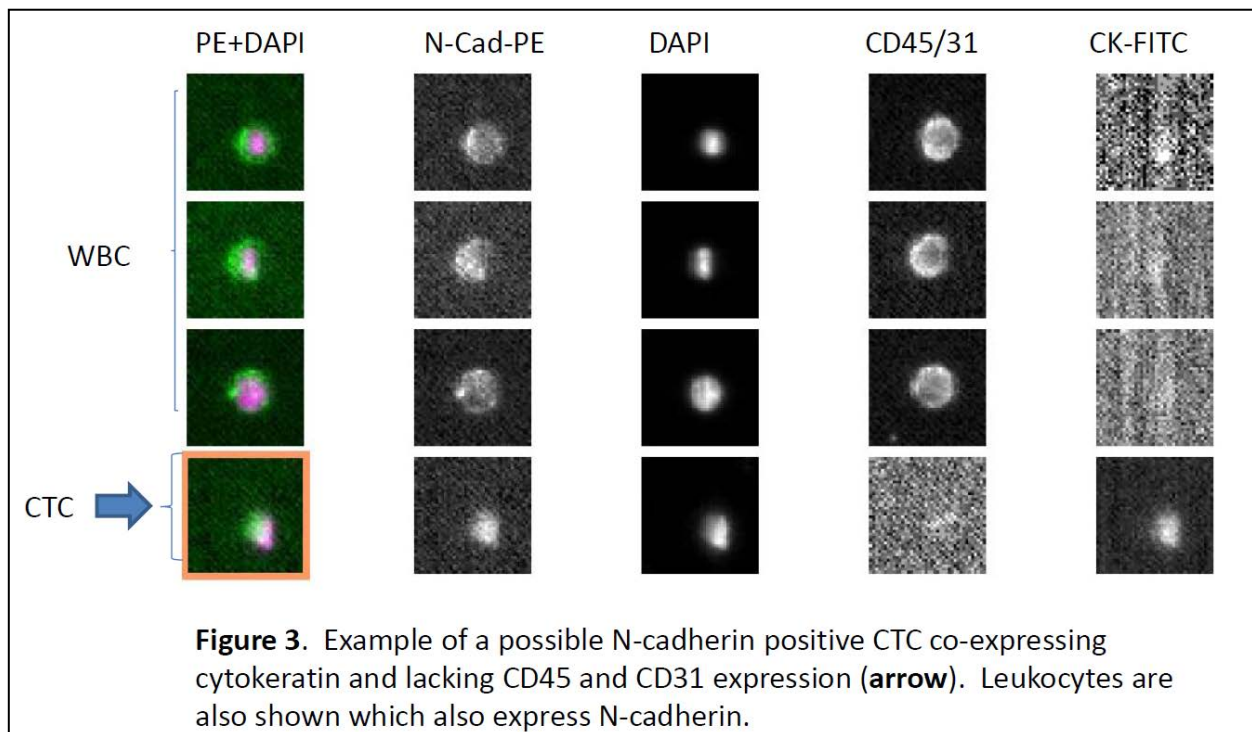 PE+DAPI N-Cad-PE DAPI CD45/31 CK-FITC
WBC
CTC
Figure 3. Example of a possible N-cadherin positive CTC co-expressing
cytokeratin and lacking CD45 and CD31 expression (arrow). Leukocytes are
also shown which also express N-cadherin.